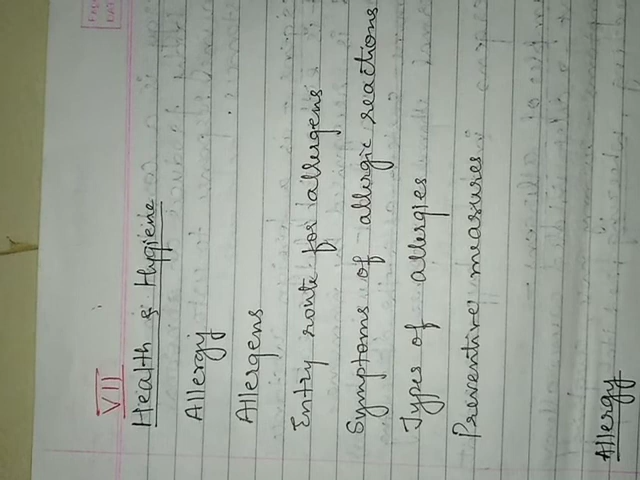 VII
Health & Hygiene
Allergy
Allergens
Entry route for allergens
Symptoms of allergic reactions
Types of allergies
Preventive measures
Allergy